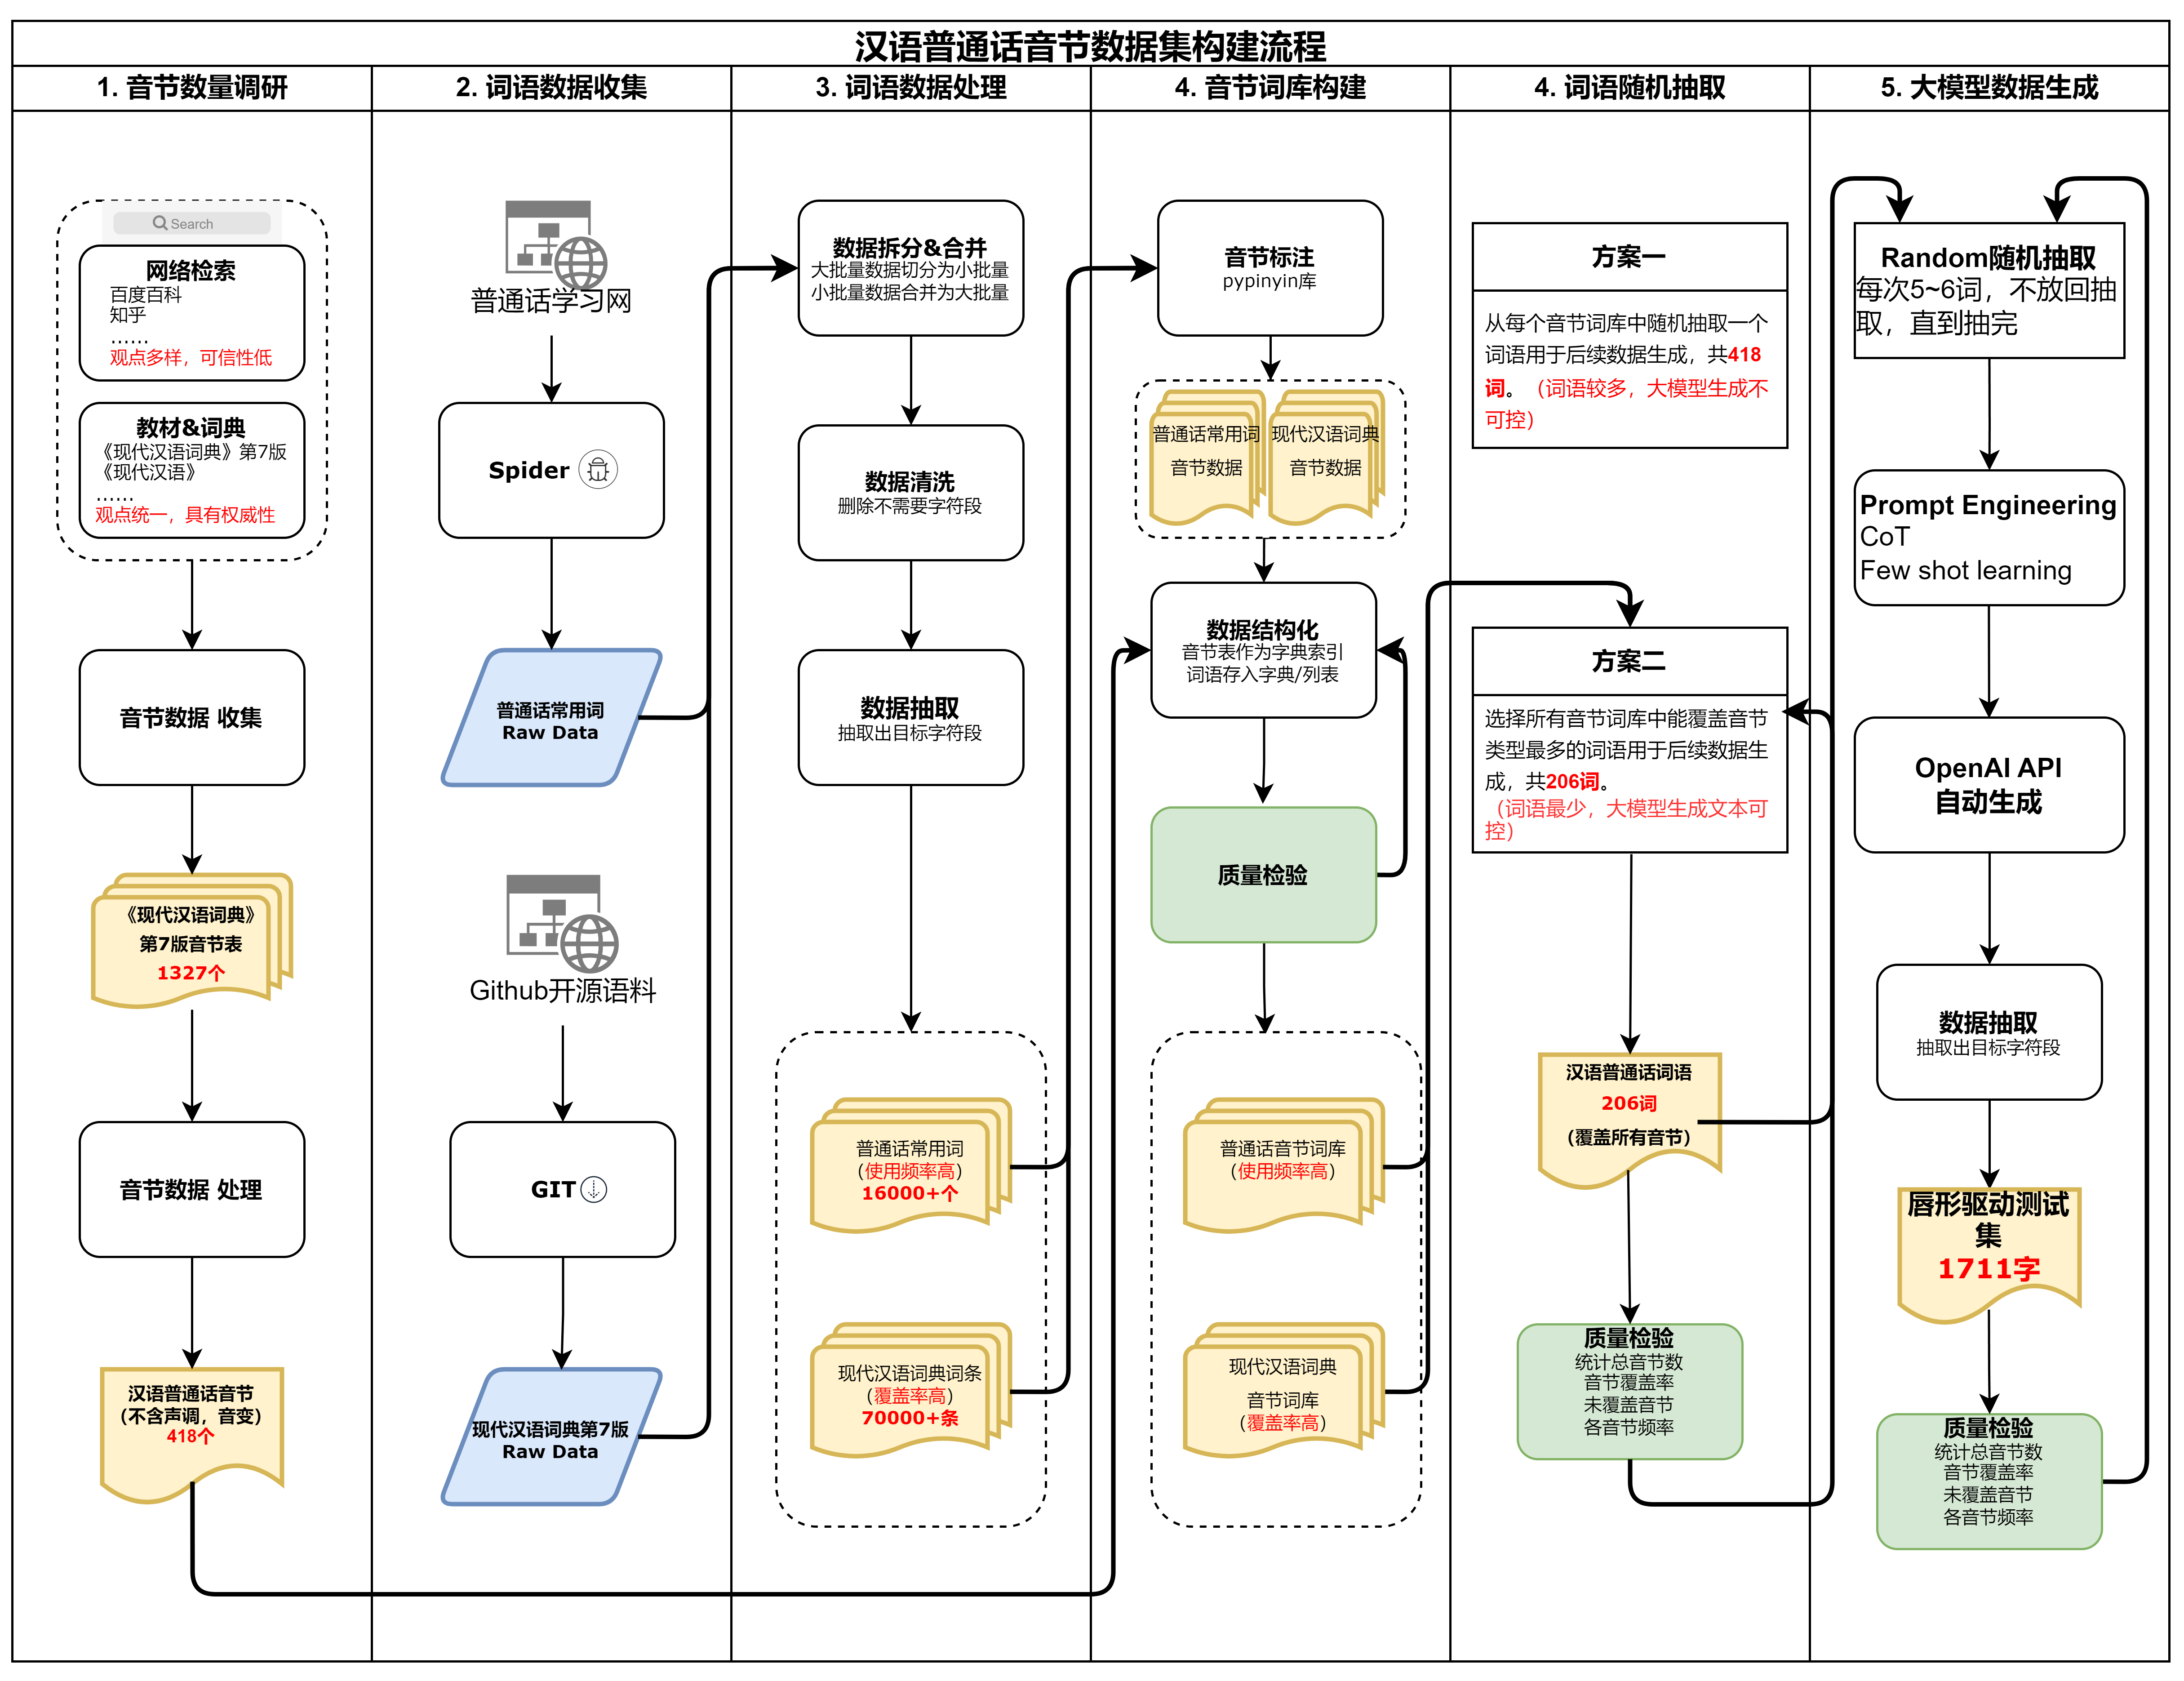 汉语普通话音节数据集构建流程
1. 音节数量调研
2. 词语数据收集
3. 词语数据处理
4. 音节词库构建
4. 词语随机抽取
5. 大模型数据生成
Search
网络检索
百度百科
知乎
……
观点多样，可信性低
教材&词典
《现代汉语词典》第7版
《现代汉语》
……
观点统一，具有权威性
音节数据 收集
《现代汉语词典》
第7版音节表
1327个
音节数据 处理
汉语普通话音节
（不含声调，音变）
418个
普通话学习网
Spider
普通话常用词
Raw Data
Github开源语料
GIT
现代汉语词典第7版
Raw Data
数据拆分&合并
大批量数据切分为小批量
小批量数据合并为大批量
数据清洗
删除不需要字符段
数据抽取
抽取出目标字符段
普通话常用词
（使用频率高）
16000+个
现代汉语词典词条
（覆盖率高）
70000+条
音节标注
pypinyin库
普通话常用词
音节数据
现代汉语词典
音节数据
数据结构化
音节表作为字典索引
词语存入字典/列表
质量检验
普通话音节词库
（使用频率高）
现代汉语词典
音节词库
（覆盖率高）
方案一
从每个音节词库中随机抽取一个
词语用于后续数据生成，共418
词。（词语较多，大模型生成不
可控）
方案二
选择所有音节词库中能覆盖音节
类型最多的词语用于后续数据生
成，共206词。
（词语最少，大模型生成文本可
控）
汉语普通话词语
206词
（覆盖所有音节）
质量检验
统计总音节数
音节覆盖率
未覆盖音节
各音节频率
Random随机抽取
每次5~6词，不放回抽
取，直到抽完
Prompt Engineering
CoT
Few shot learning
OpenAI API
自动生成
数据抽取
抽取出目标字符段
唇形驱动测试
集
1711字
质量检验
统计总音节数
音节覆盖率
未覆盖音节
各音节频率